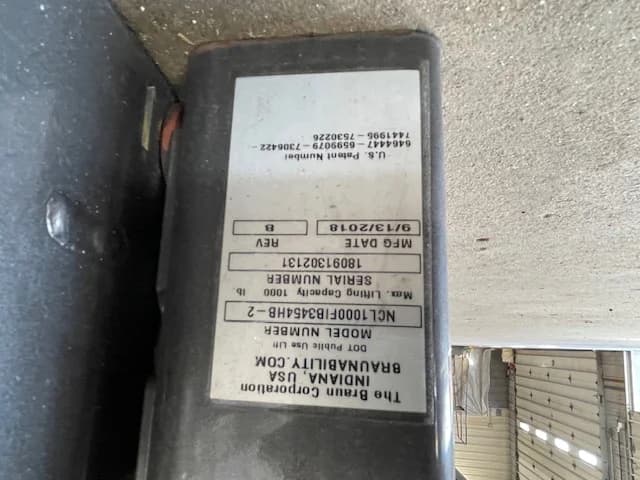 The Braun Corporation
INDIANA, USA
BRAUNABILITY.COM
DOT Public Use Lift
MODEL NUMBER
NCL1000FIB3454HB-2
Max. Lifting Capacity 1000 lb
SERIAL NUMBER
18091302131
MFG DATE REV
9/13/2018 B
U.S. Patent Number
6464447-6599079-7306422-
7441995-7530226